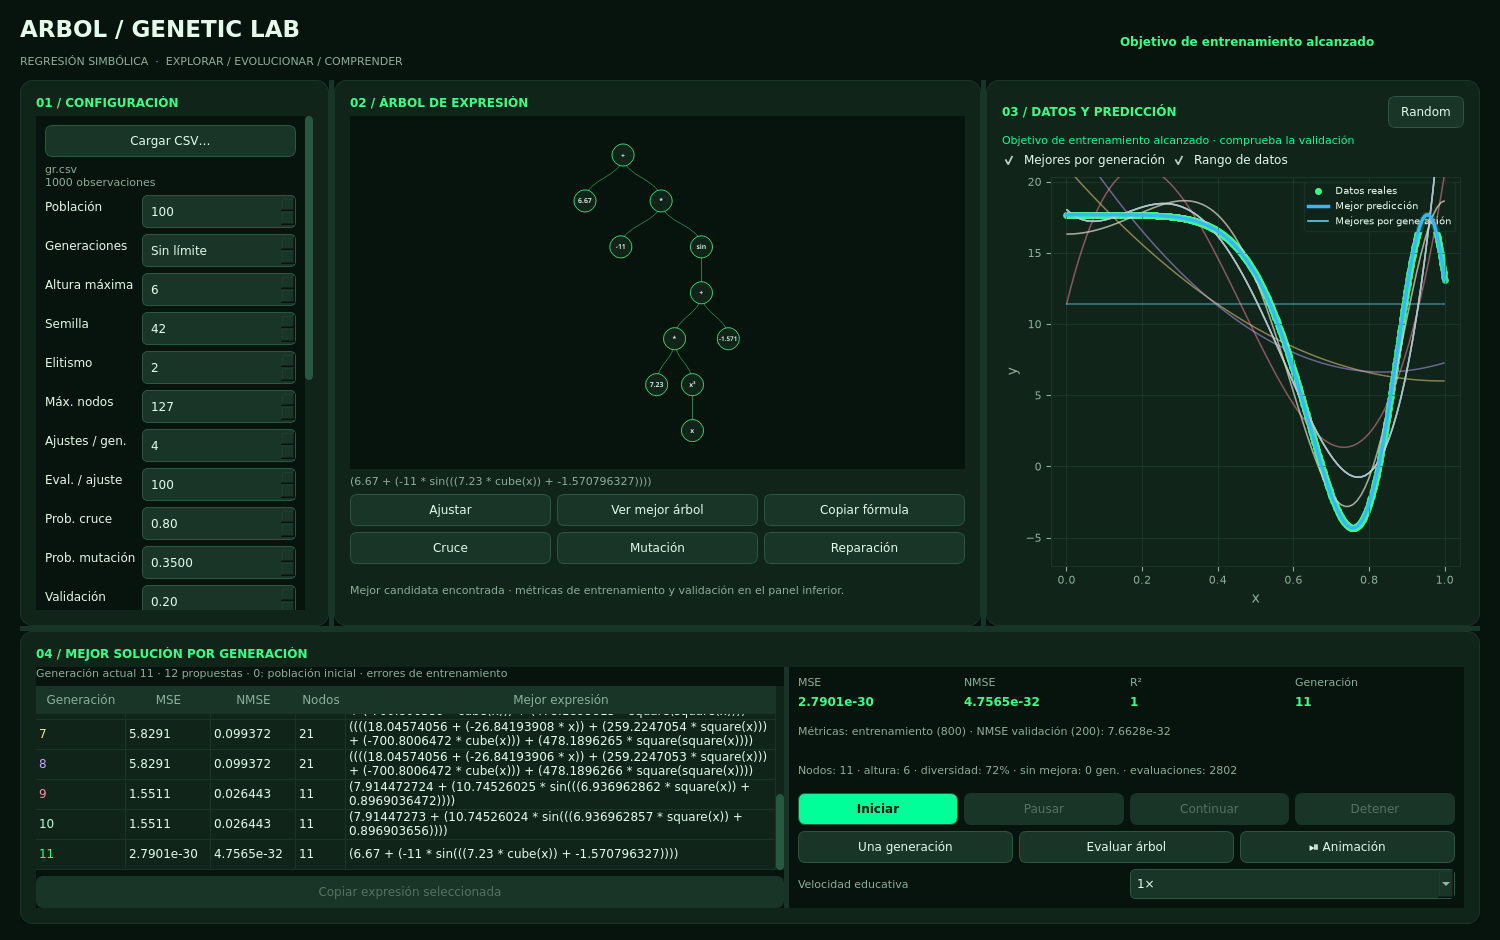 ARBOL / GENETIC LAB
Objetivo de entrenamiento alcanzado
REGRESIÓN SIMBÓLICA · EXPLORAR / EVOLUCIONAR / COMPRENDER
01 / CONFIGURACIÓN
Cargar CSV...
gr.csv
1000 observaciones
Población 100
Generaciones Sin límite
Altura máxima 6
Semilla 42
Elitismo 2
Máx. nodos 127
Ajustes / gen. 4
Eval. / ajuste 100
Prob. cruce 0.80
Prob. mutación 0.3500
Validación 0.20
02 / ÁRBOL DE EXPRESIÓN
+
6.67 *
-11 sin
+
* -1.571
7.23 x³
x
(6.67 + (-11 * sin(((7.23 * cube(x)) + -1.570796327))))
Ajustar Ver mejor árbol Copiar fórmula
Cruce Mutación Reparación
Mejor candidata encontrada · métricas de entrenamiento y validación en el panel inferior.
03 / DATOS Y PREDICCIÓN
Random
Objetivo de entrenamiento alcanzado · comprueba la validación
✓ Mejores por generación ✓ Rango de datos
Datos reales
Mejor predicción
Mejores por generación
20
15
10
5
0
−5
y
0.0 0.2 0.4 0.6 0.8 1.0
X
04 / MEJOR SOLUCIÓN POR GENERACIÓN
Generación actual 11 · 12 propuestas · 0: población inicial · errores de entrenamiento
Generación MSE NMSE Nodos Mejor expresión
7 5.8291 0.099372 21 ((((18.04574056 + (-26.84193908 * x)) + (259.2247054 * square(x)))
+ (-700.8006472 * cube(x))) + (478.1896265 * square(square(x))))
8 5.8291 0.099372 21 ((((18.04574056 + (-26.84193906 * x)) + (259.2247053 * square(x)))
+ (-700.8006472 * cube(x))) + (478.1896266 * square(square(x))))
9 1.5511 0.026443 11 (7.914472724 + (10.74526025 * sin(((6.936962862 * square(x)) +
0.8969036472))))
10 1.5511 0.026443 11 (7.91447273 + (10.74526024 * sin(((6.936962857 * square(x)) +
0.896903656))))
11 2.7901e-30 4.7565e-32 11 (6.67 + (-11 * sin(((7.23 * cube(x)) + -1.570796327))))
Copiar expresión seleccionada
MSE NMSE R² Generación
2.7901e-30 4.7565e-32 1 11
Métricas: entrenamiento (800) · NMSE validación (200): 7.6628e-32
Nodos: 11 · altura: 6 · diversidad: 72% · sin mejora: 0 gen. · evaluaciones: 2802
Iniciar Pausar Continuar Detener
Una generación Evaluar árbol Animación
Velocidad educativa 1×